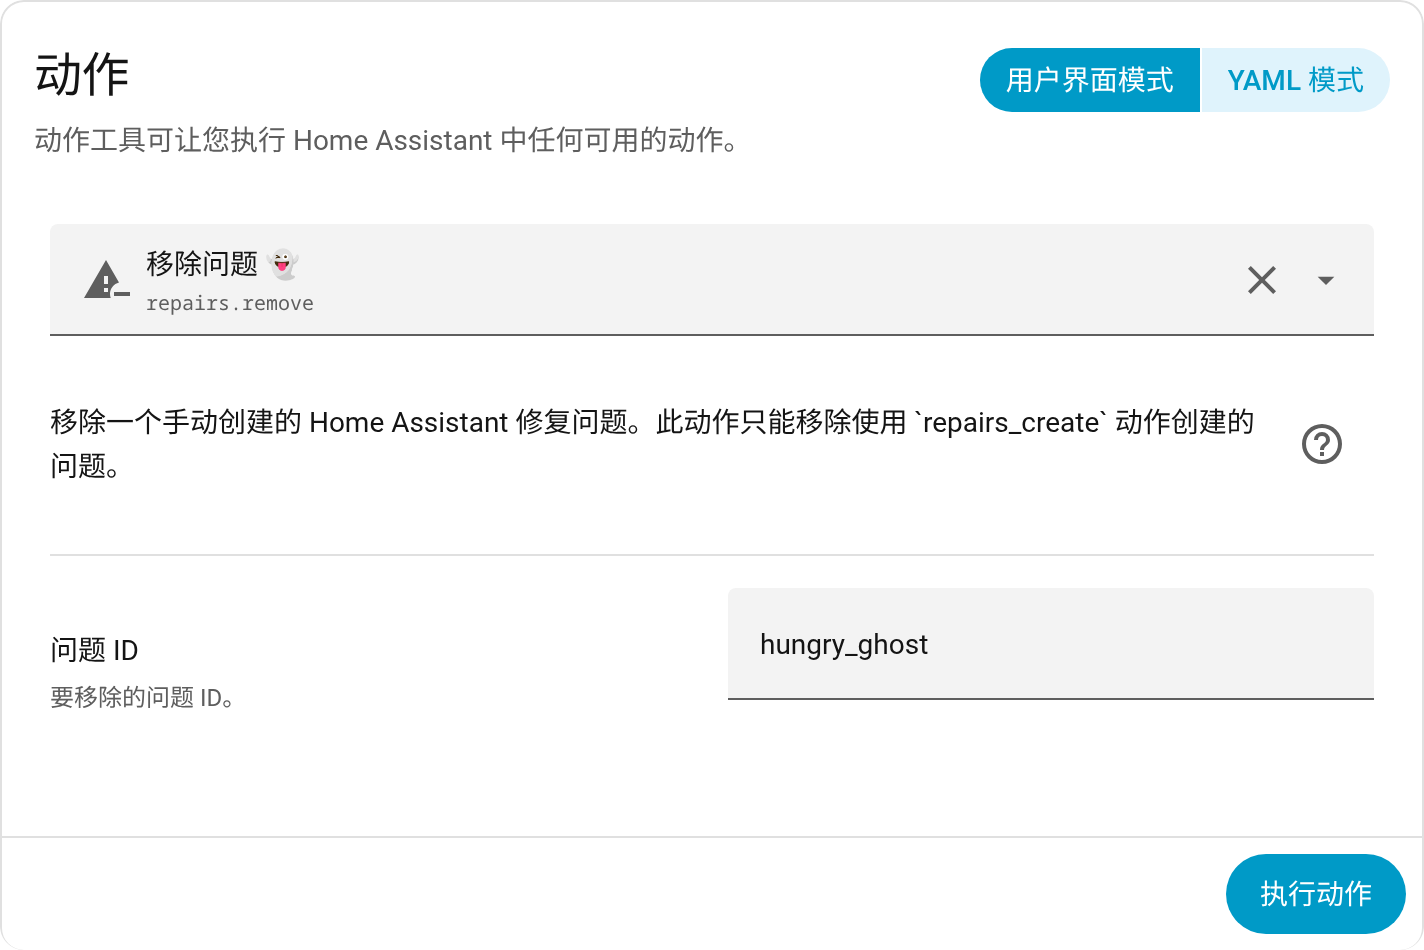 动作
用户界面模式
YAML 模式
动作工具可让您执行 Home Assistant 中任何可用的动作。
移除问题 👻
repairs.remove
移除一个手动创建的 Home Assistant 修复问题。此动作只能移除使用 `repairs_create` 动作创建的
问题。
问题 ID
要移除的问题 ID。
hungry_ghost
执行动作